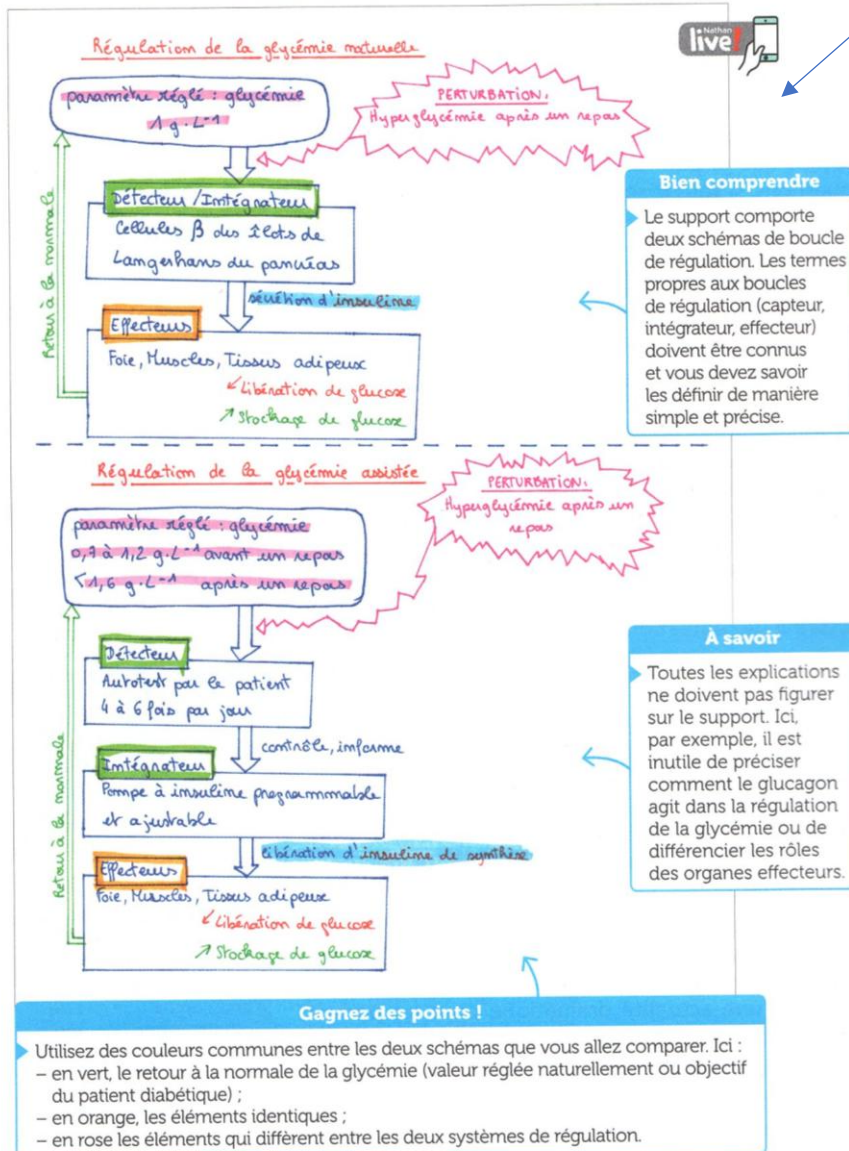 Régulation de la glycémie naturelle
Nathan
live!
paramètre réglé : glycémie
1 g.L⁻¹
PERTURBATION.
Hyperglycémie après un repas
Détecteur/Intégrateur
Cellules β des îlots de
Langerhans du pancréas
sécrétion d'insuline
Effecteurs
Foie, Muscles, Tissus adipeux
↙ Libération de glucose
↗ Stockage de glucose
Retour à la normale
Bien comprendre
Le support comporte
deux schémas de boucle
de régulation. Les termes
propres aux boucles
de régulation (capteur,
intégrateur, effecteur)
doivent être connus
et vous devez savoir
les définir de manière
simple et précise.
Régulation de la glycémie assistée
PERTURBATION.
Hyperglycémie après un
repas
paramètre réglé : glycémie
0,7 à 1,2 g.L⁻¹ avant un repas
<1,6 g.L⁻¹ après un repas
Détecteur
Autotest par le patient
4 à 6 fois par jour
contrôle, informe
Intégrateur
Pompe à insuline programmable
et ajustable
libération d'insuline de synthèse
Effecteurs
Foie, Muscles, Tissus adipeux
↙ Libération de glucose
↗ Stockage de glucose
Retour à la normale
À savoir
Toutes les explications
ne doivent pas figurer
sur le support. Ici,
par exemple, il est
inutile de préciser
comment le glucagon
agit dans la régulation
de la glycémie ou de
différencier les rôles
des organes effecteurs.
Gagnez des points !
Utilisez des couleurs communes entre les deux schémas que vous allez comparer. Ici :
– en vert, le retour à la normale de la glycémie (valeur réglée naturellement ou objectif
du patient diabétique) ;
– en orange, les éléments identiques ;
– en rose les éléments qui diffèrent entre les deux systèmes de régulation.